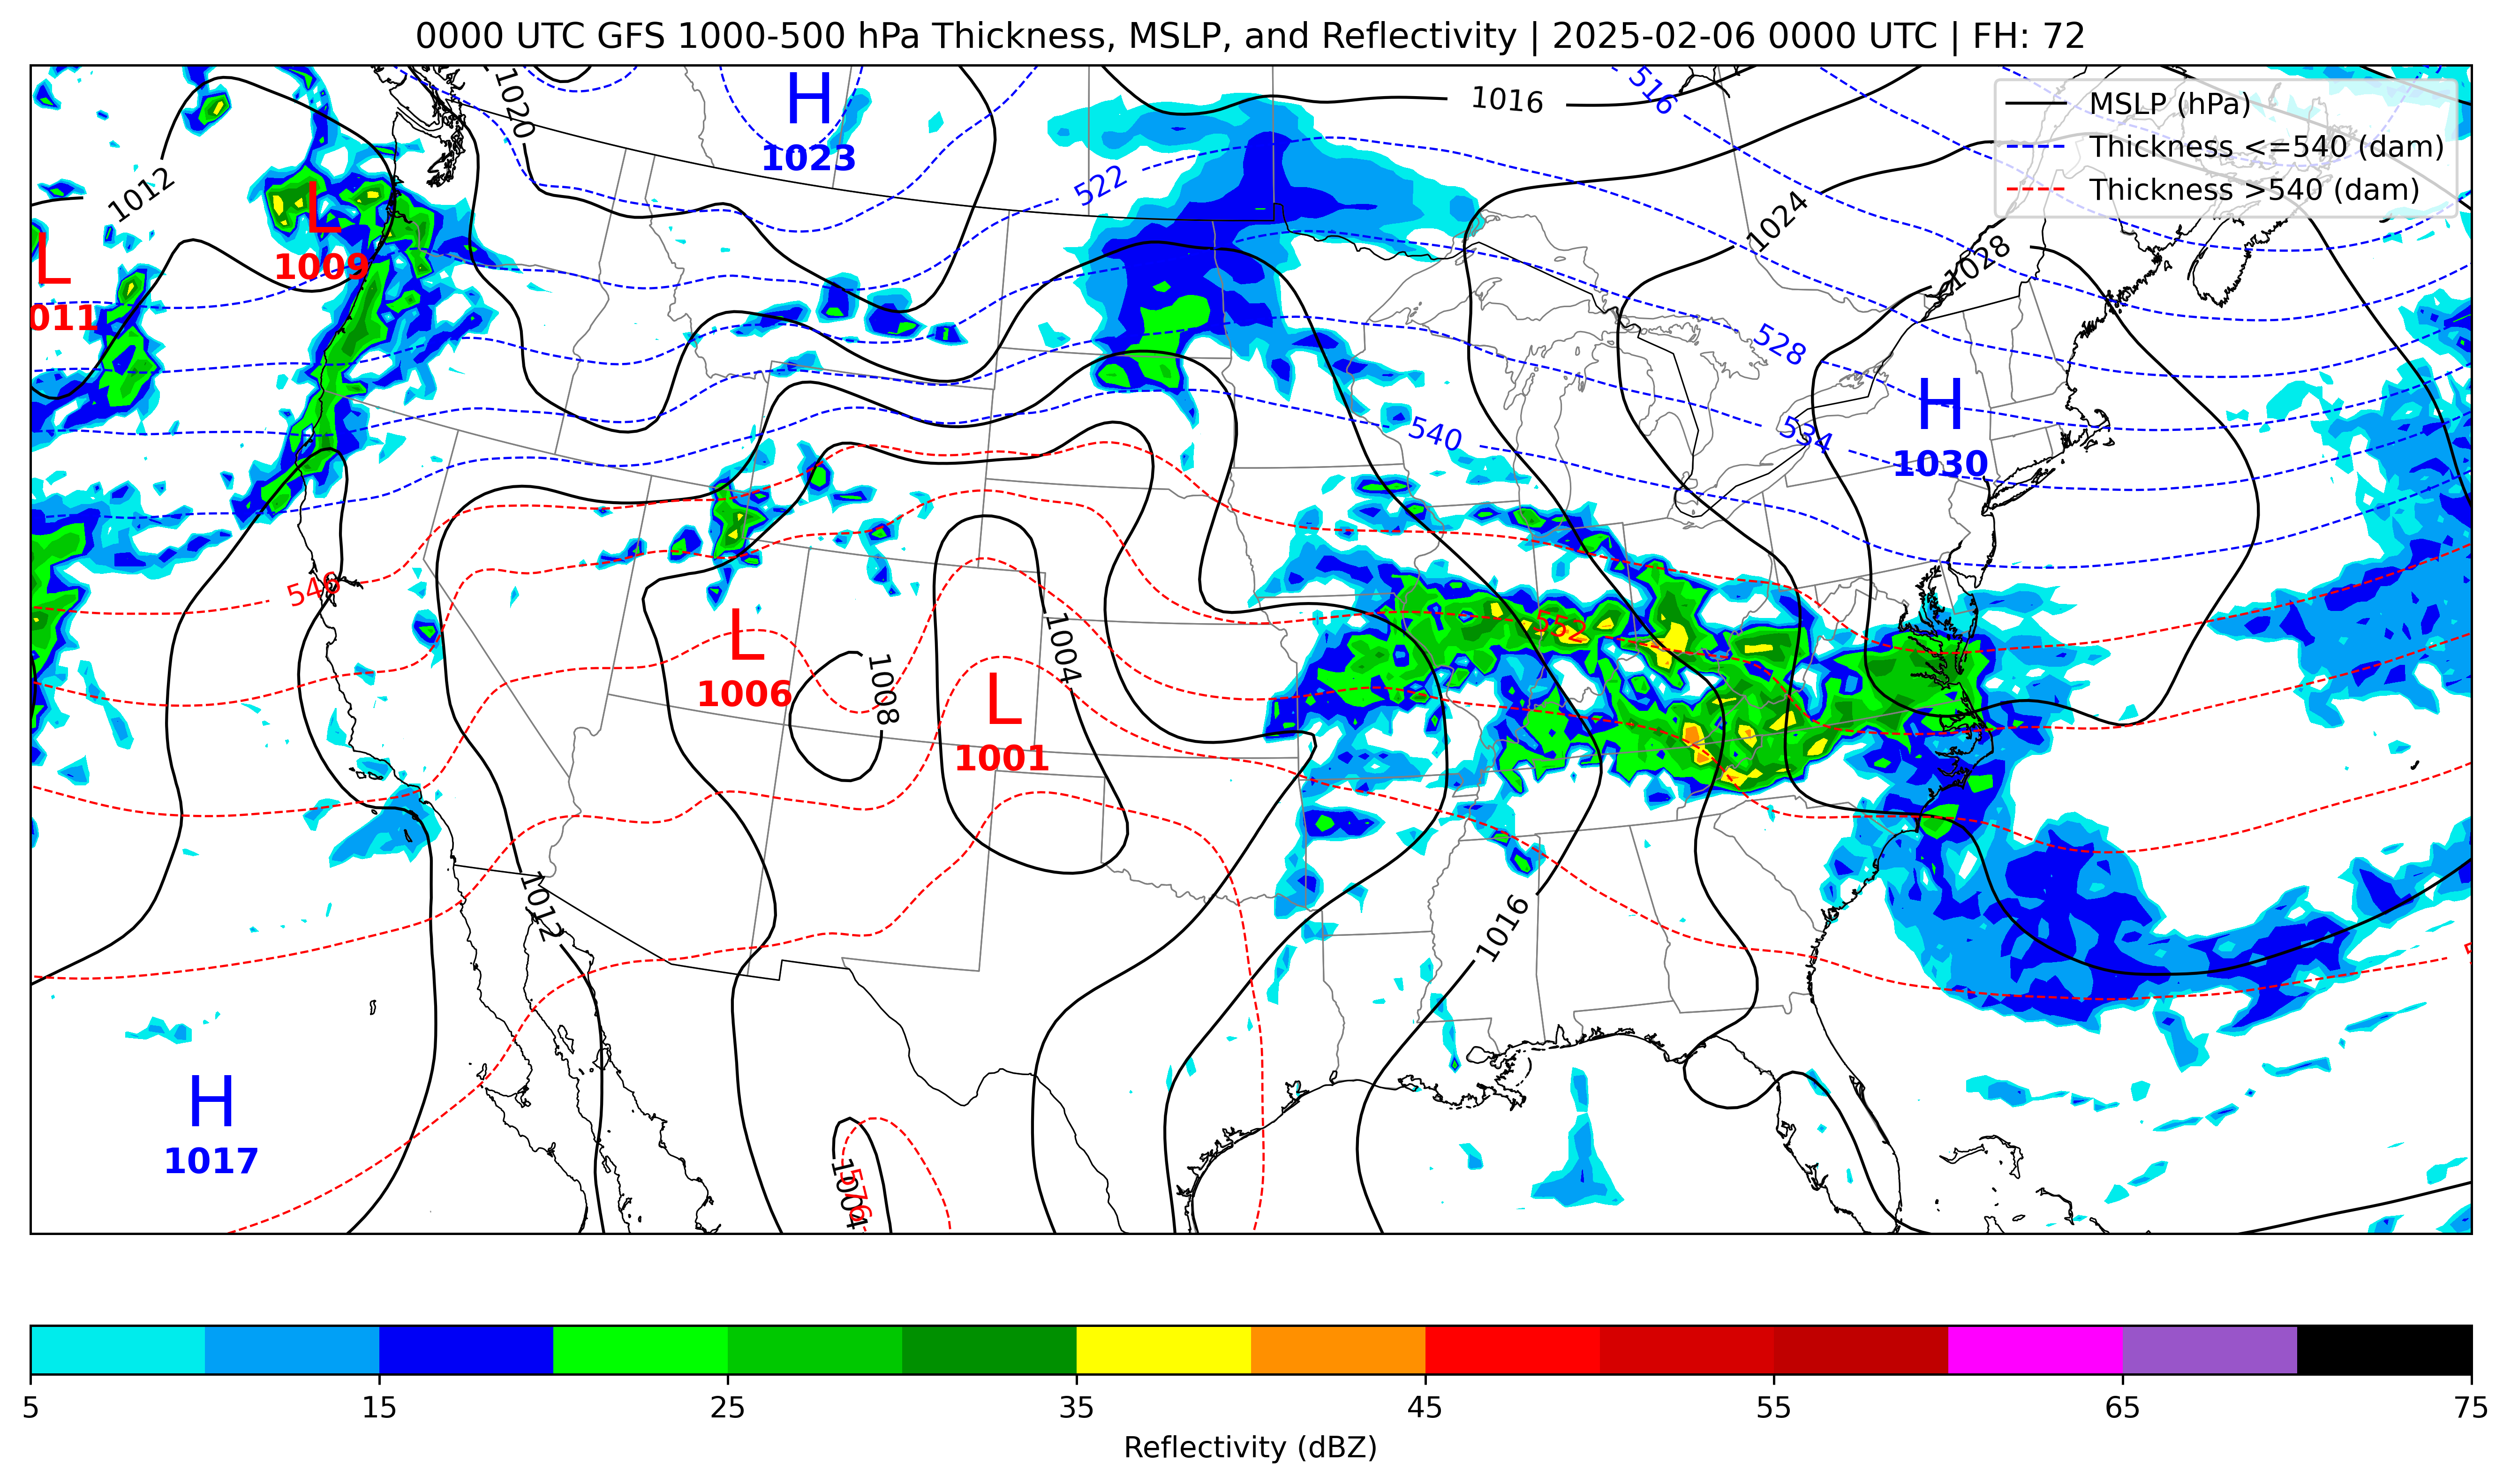 0000 UTC GFS 1000-500 hPa Thickness, MSLP, and Reflectivity | 2025-02-06 0000 UTC | FH: 72
MSLP (hPa)
Thickness <=540 (dam)
Thickness >540 (dam)
1020
H
1023
1016
516
522
1012
L
1009
L
011
1024
1028
528
H
1030
534
540
546
552
L
1006
1008
1004
L
1001
1012
1016
H
1017
1004
576
5 15 25 35 45 55 65 75
Reflectivity (dBZ)